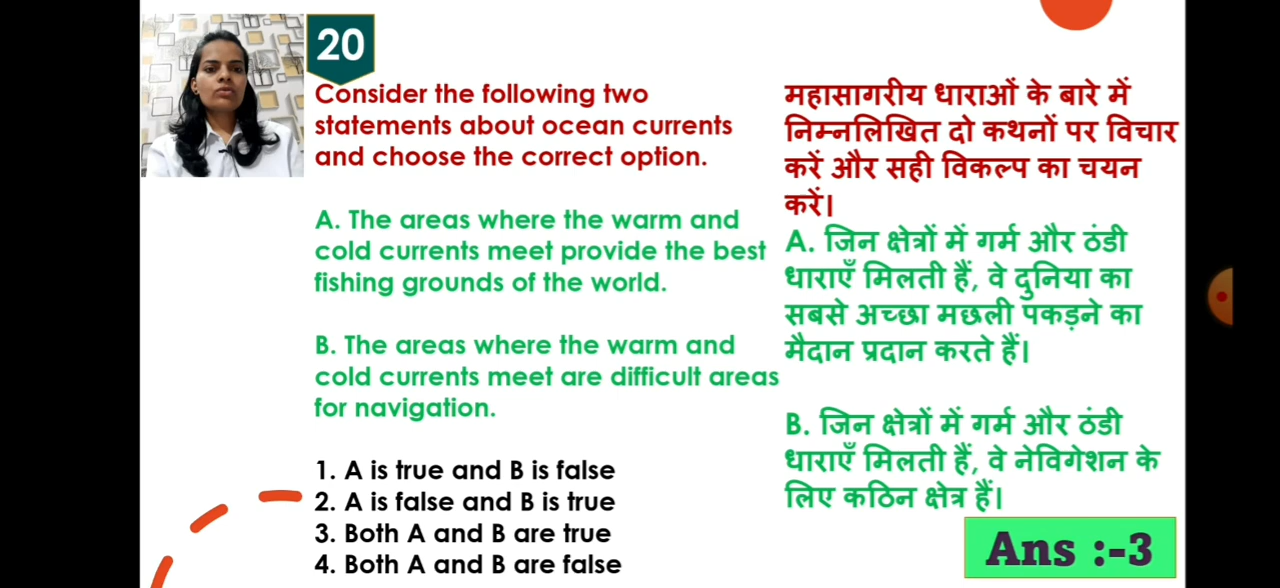 20
Consider the following two
statements about ocean currents
and choose the correct option.
A. The areas where the warm and
cold currents meet provide the best
fishing grounds of the world.
B. The areas where the warm and
cold currents meet are difficult areas
for navigation.
1. A is true and B is false
2. A is false and B is true
3. Both A and B are true
4. Both A and B are false
महासागरीय धाराओं के बारे में
निम्नलिखित दो कथनों पर विचार
करें और सही विकल्प का चयन
करें।
A. जिन क्षेत्रों में गर्म और ठंडी
धाराएँ मिलती हैं, वे दुनिया का
सबसे अच्छा मछली पकड़ने का
मैदान प्रदान करते हैं।
B. जिन क्षेत्रों में गर्म और ठंडी
धाराएँ मिलती हैं, वे नेविगेशन के
लिए कठिन क्षेत्र हैं।
Ans :-3